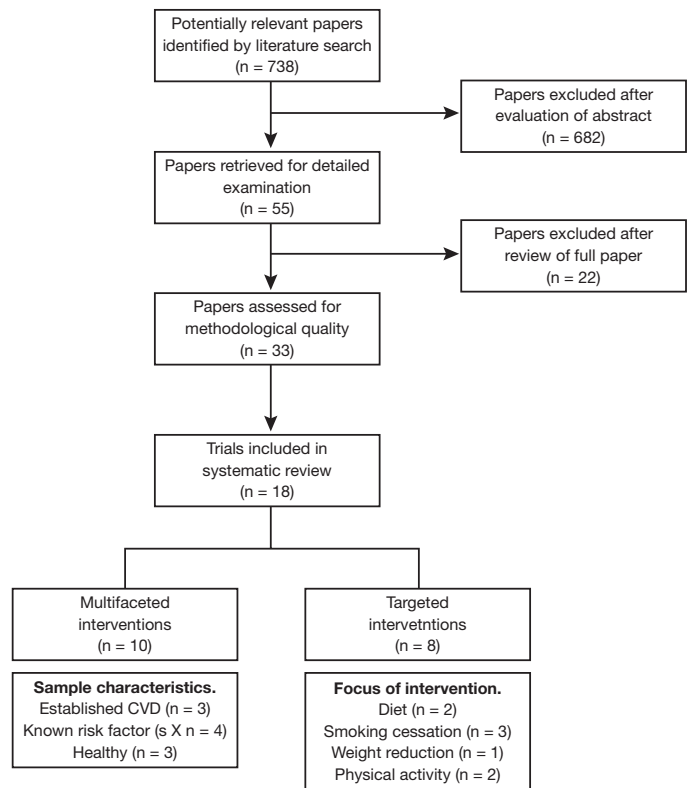 Potentially relevant papers
identified by literature search
(n = 738)
Papers excluded after
evaluation of abstract
(n = 682)
Papers retrieved for detailed
examination
(n = 55)
Papers excluded after
review of full paper
(n = 22)
Papers assessed for
methodological quality
(n = 33)
Trials included in
systematic review
(n = 18)
Multifaceted
interventions
(n = 10)
Targeted
intervetntions
(n = 8)
Sample characteristics.
Established CVD (n = 3)
Known risk factor (s X n = 4)
Healthy (n = 3)
Focus of intervention.
Diet (n = 2)
Smoking cessation (n = 3)
Weight reduction (n = 1)
Physical activity (n = 2)